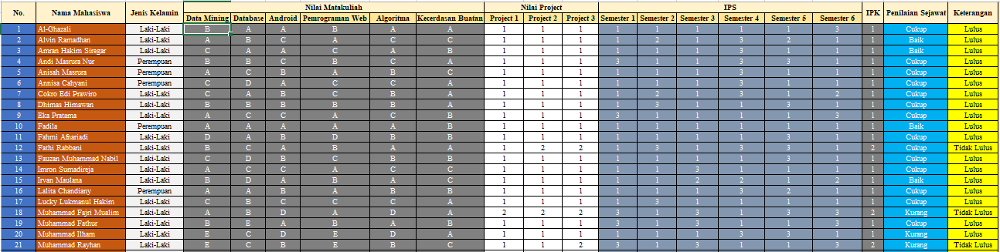 Nilai Matakuliah Nilai Project IPS
No. Nama Mahasiswa Jenis Kelamin IPK Penilaian Sejawat Keterangan
Data Mining Database Android Pemrograman Web Algoritma Kecerdasan Buatan Project 1 Project 2 Project 3 Semester 1 Semester 2 Semester 3 Semester 4 Semester 5 Semester 6
1 Al-Ghazali Laki-Laki B A A B A A 1 1 1 1 1 1 1 1 3 1 Cukup Lulus
2 Alvin Ramadhan Laki-Laki A B C A C A 1 1 1 1 2 1 3 2 1 1 Baik Lulus
3 Amran Hakim Siregar Laki-Laki C A A C A B 1 1 1 1 1 1 3 1 1 1 Baik Lulus
4 Andi Masrura Nur Perempuan B B C B C A 1 1 1 3 1 1 3 3 1 1 Cukup Lulus
5 Anisah Masrura Perempuan A C B A B C 1 1 1 1 1 1 3 1 1 1 Cukup Lulus
6 Annisa Cahyani Perempuan C D A C C A 1 1 1 1 1 1 3 1 1 1 Cukup Lulus
7 Cokro Edi Prawiro Laki-Laki C A B C B A 1 1 1 1 2 1 3 1 2 1 Cukup Lulus
8 Dhimas Himawan Laki-Laki B B B B B A 1 1 1 1 3 1 1 3 1 1 Cukup Lulus
9 Eka Pratama Laki-Laki A C C A C C 1 1 1 3 1 1 1 1 3 1 Cukup Lulus
10 Fadila Perempuan A A A A A B 1 1 1 1 1 1 1 1 1 1 Baik Lulus
11 Fahmi Afnariadi Laki-Laki D A B D B B 1 1 1 1 1 1 1 3 1 1 Cukup Lulus
12 Fathi Rabbani Laki-Laki B C A B A A 1 2 2 1 3 1 3 3 1 2 Cukup Tidak Lulus
13 Fauzan Muhammad Nabil Laki-Laki C D B C B B 1 1 1 1 1 1 1 3 1 1 Cukup Lulus
14 Imron Sumadireja Laki-Laki A C C A C C 1 1 1 1 1 3 1 1 1 1 Cukup Lulus
15 Irvan Maulana Laki-Laki B D A B A C 1 1 1 1 1 2 2 1 2 1 Baik Lulus
16 Lalita Chandiany Perempuan A A B A B B 1 1 1 1 1 1 3 2 1 1 Cukup Lulus
17 Lucky Lukmanul Hakim Laki-Laki C B C C C A 1 1 1 1 3 1 1 1 1 1 Cukup Lulus
18 Muhammad Fajri Mualim Laki-Laki A B D A D A 2 2 2 3 1 3 3 1 3 2 Kurang Tidak Lulus
19 Muhammad Fathur Laki-Laki B E A B A B 1 1 1 3 1 3 1 1 3 1 Cukup Lulus
20 Muhammad Ilham Laki-Laki E C D E D A 1 1 1 1 1 1 3 3 1 1 Kurang Lulus
21 Muhammad Rayhan Laki-Laki E C B E B C 1 1 2 3 1 3 1 1 3 2 Kurang Tidak Lulus